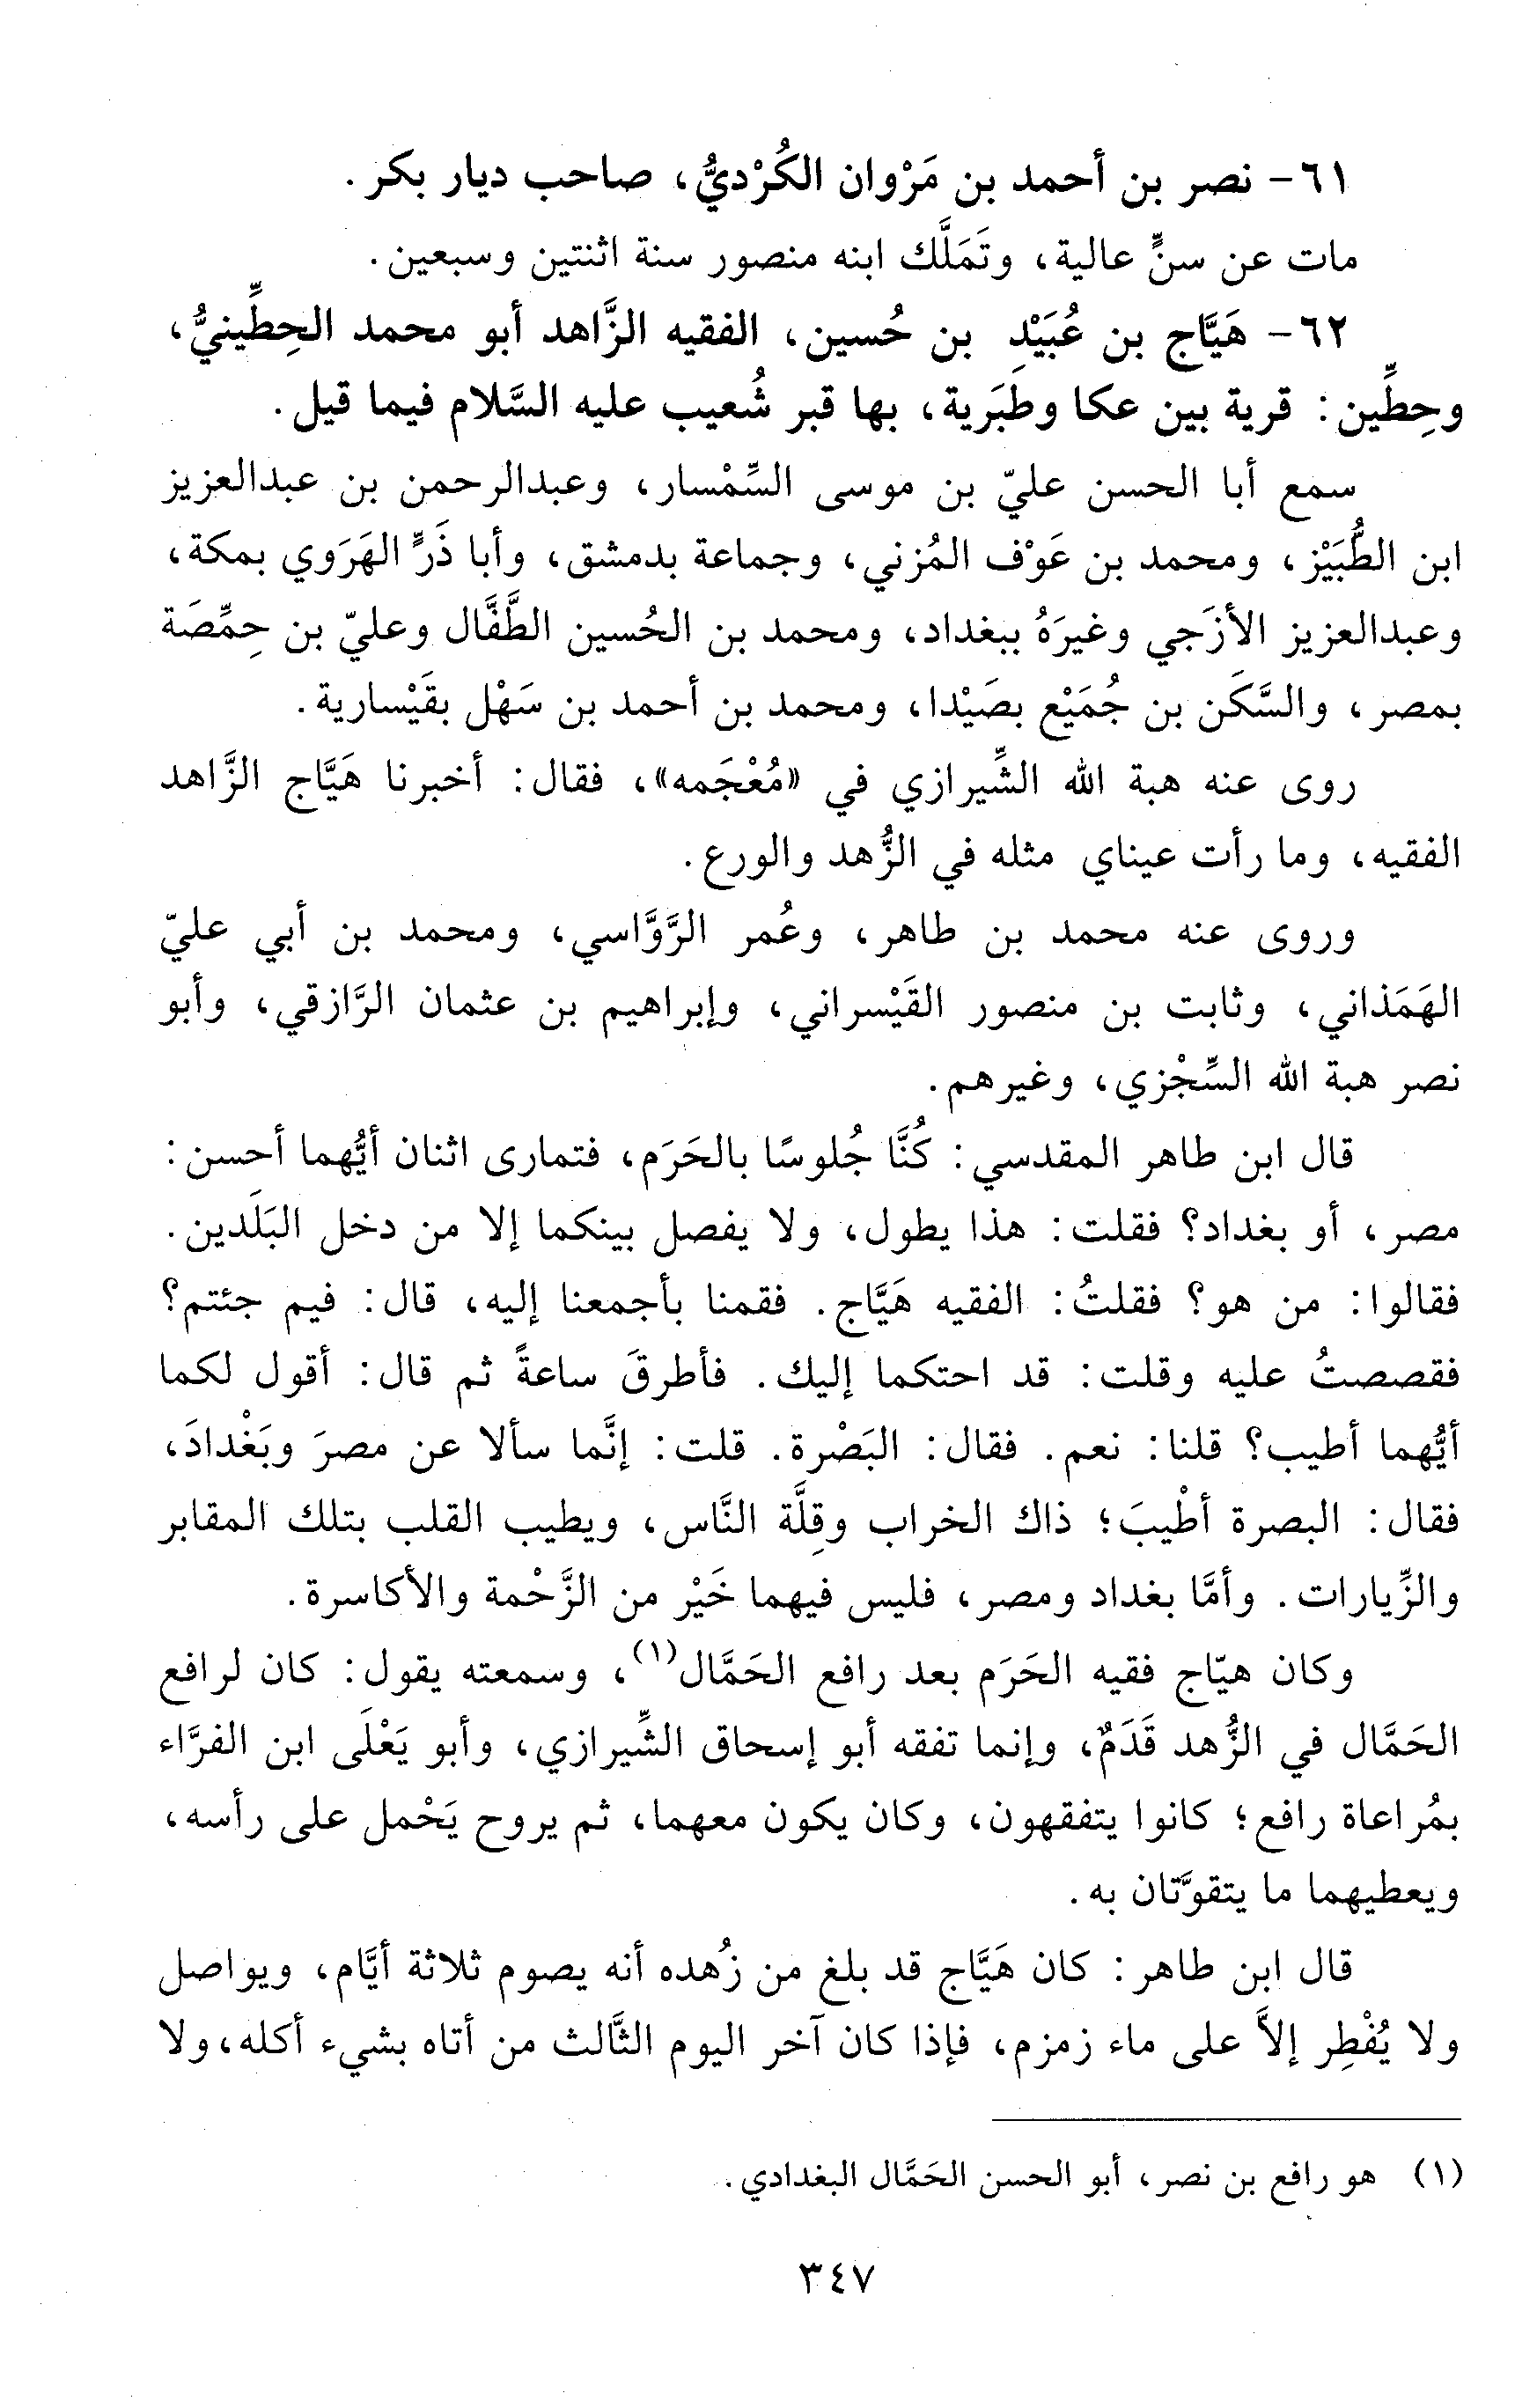 ٦١- نصر بن أحمد بن مَرْوان الكُرْديُّ، صاحب ديار بكر.
مات عن سنٍّ عالية، وتَمَلَّك ابنه منصور سنة اثنتين وسبعين.
٦٢- هَيَّاج بن عُبَيْدِ بن حُسين، الفقيه الزَّاهد أبو محمد الحِطِّينيُّ،
وحِطِّين: قرية بين عكا وطَبَرية، بها قبر شُعيب عليه السَّلام فيما قيل.
سمع أبا الحسن عليّ بن موسى السِّمْسار، وعبدالرحمن بن عبدالعزيز
ابن الطُّبَيْز، ومحمد بن عَوْف المُزني، وجماعة بدمشق، وأبا ذَرٍّ الهَرَوي بمكة،
وعبدالعزيز الأزَجي وغيرَهُ ببغداد، ومحمد بن الحُسين الطَّفَّال وعليّ بن حِمِّصَة
بمصر، والسَّكَن بن جُمَيْع بصَيْدا، ومحمد بن أحمد بن سَهْل بقَيْسارية.
روى عنه هبة الله الشِّيرازي في «مُعْجَمه»، فقال: أخبرنا هَيَّاج الزَّاهد
الفقيه، وما رأت عيناي مثله في الزُّهد والورع.
وروى عنه محمد بن طاهر، وعُمر الرَّوَّاسي، ومحمد بن أبي عليّ
الهَمَذاني، وثابت بن منصور القَيْسراني، وإبراهيم بن عثمان الرَّازقي، وأبو
نصر هبة الله السِّجْزي، وغيرهم.
قال ابن طاهر المقدسي: كُنَّا جُلوسًا بالحَرَم، فتمارى اثنان أيُّهما أحسن:
مصر، أو بغداد؟ فقلت: هذا يطول، ولا يفصل بينكما إلا من دخل البَلَدين.
فقالوا: من هو؟ فقلتُ: الفقيه هَيَّاج. فقمنا بأجمعنا إليه، قال: فيم جئتم؟
فقصصتُ عليه وقلت: قد احتكما إليك. فأطرقَ ساعةً ثم قال: أقول لكما
أيُّهما أطيب؟ قلنا: نعم. فقال: البَصْرة. قلت: إنَّما سألا عن مصرَ وبَغْدادَ،
فقال: البصرة أطْيبَ؛ ذاك الخراب وقِلَّة النَّاس، ويطيب القلب بتلك المقابر
والزِّيارات. وأمَّا بغداد ومصر، فليس فيهما خَيْر من الزَّحْمة والأكاسرة.
وكان هيّاج فقيه الحَرَم بعد رافع الحَمَّال(١)، وسمعته يقول: كان لرافع
الحَمَّال في الزُّهد قَدَمٌ، وإنما تفقه أبو إسحاق الشِّيرازي، وأبو يَعْلَى ابن الفرَّاء
بمُراعاة رافع؛ كانوا يتفقهون، وكان يكون معهما، ثم يروح يَحْمل على رأسه،
ويعطيهما ما يتقوَّتان به.
قال ابن طاهر: كان هَيَّاج قد بلغ من زُهده أنه يصوم ثلاثة أيَّام، ويواصل
ولا يُفْطِر إلاَّ على ماء زمزم، فإذا كان آخر اليوم الثَّالث من أتاه بشيء أكله، ولا
(١) هو رافع بن نصر، أبو الحسن الحَمَّال البغدادي.
٣٤٧